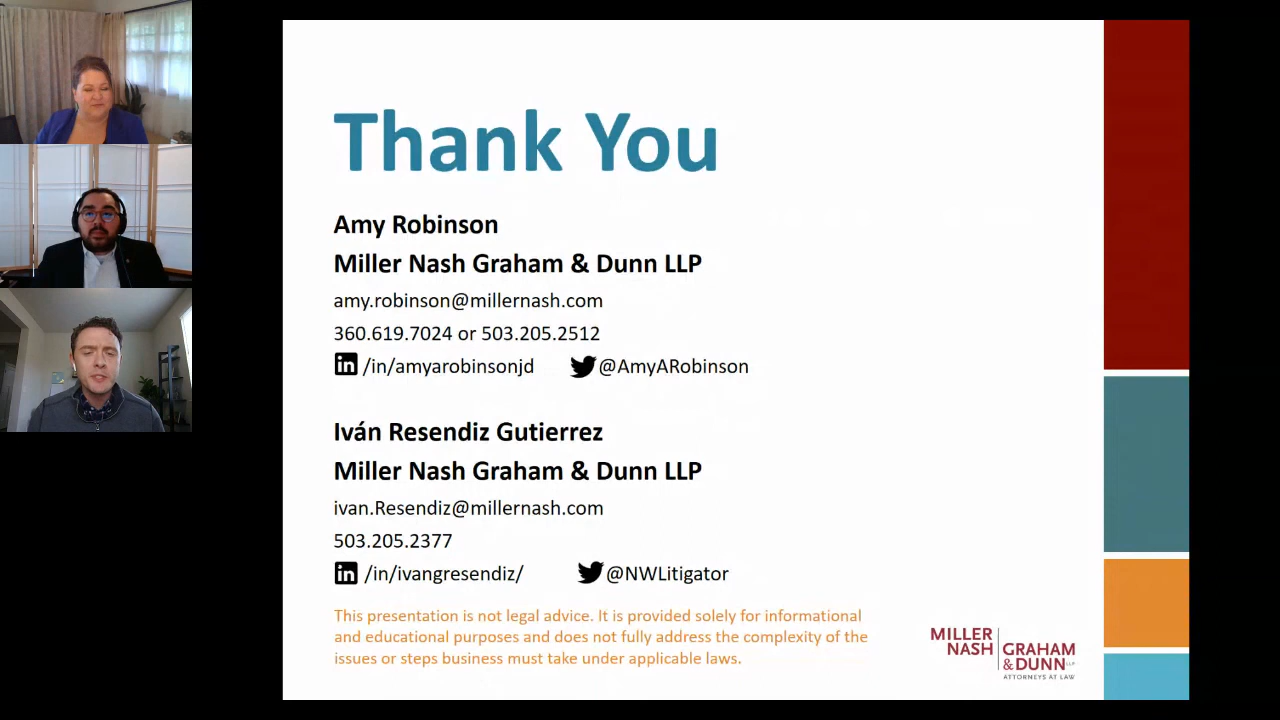 Thank You
Amy Robinson
Miller Nash Graham & Dunn LLP
amy.robinson@millernash.com
360.619.7024 or 503.205.2512
in /in/amyarobinsonjd @AmyARobinson
Iván Resendiz Gutierrez
Miller Nash Graham & Dunn LLP
ivan.Resendiz@millernash.com
503.205.2377
in /in/ivangresendiz/ @NWLitigator
This presentation is not legal advice. It is provided solely for informational
and educational purposes and does not fully address the complexity of the
issues or steps business must take under applicable laws.
MILLER
NASH
GRAHAM
& DUNN LLP
ATTORNEYS AT LAW